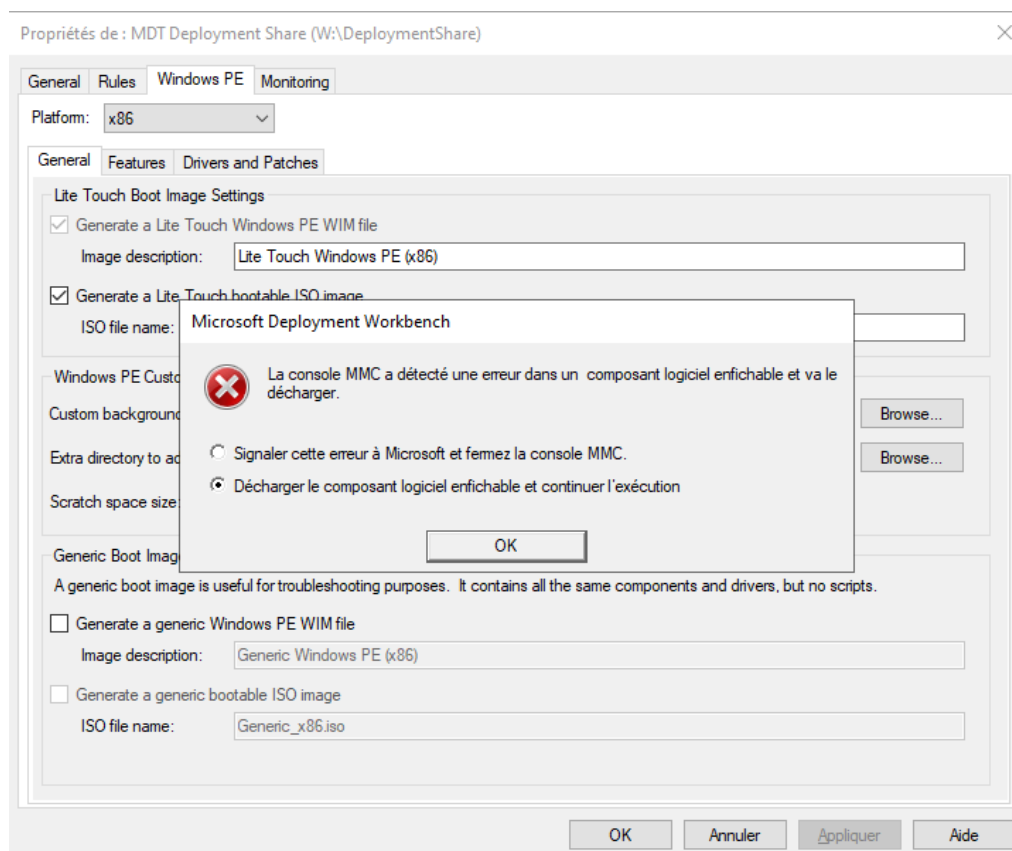 Propriétés de : MDT Deployment Share (W:\DeploymentShare)
General Rules Windows PE Monitoring
Platform: x86
General Features Drivers and Patches
Lite Touch Boot Image Settings
Generate a Lite Touch Windows PE WIM file
Image description: Lite Touch Windows PE (x86)
Generate a Lite Touch bootable ISO image
ISO file name:
Microsoft Deployment Workbench
La console MMC a détecté une erreur dans un composant logiciel enfichable et va le
décharger.
Signaler cette erreur à Microsoft et fermez la console MMC.
Décharger le composant logiciel enfichable et continuer l'exécution
OK
Windows PE Custo
Custom background Browse...
Extra directory to ad Browse...
Scratch space size:
Generic Boot Imag
A generic boot image is useful for troubleshooting purposes. It contains all the same components and drivers, but no scripts.
Generate a generic Windows PE WIM file
Image description: Generic Windows PE (x86)
Generate a generic bootable ISO image
ISO file name: Generic_x86.iso
OK Annuler Appliquer Aide